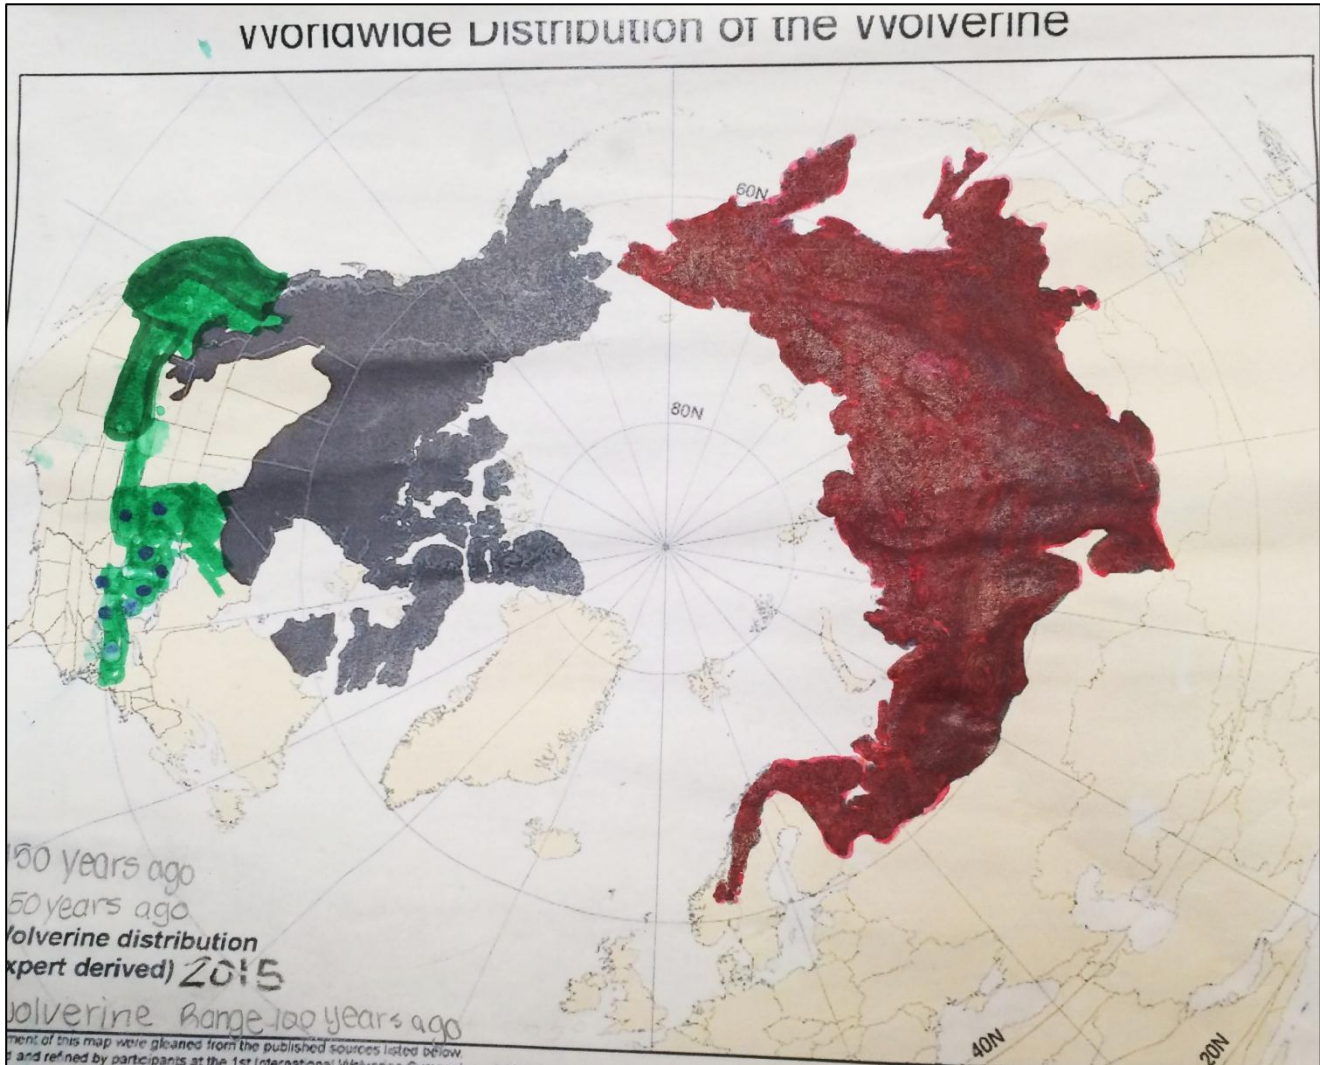 Worldwide Distribution of the Wolverine
60N
80N
150 years ago
50 years ago
Wolverine distribution
xpert derived) 2015
wolverine Range 100 years ago
ment of this map were gleaned from the published sources listed below.
and refined by participants at the 1st International Wolverine
40N
20N